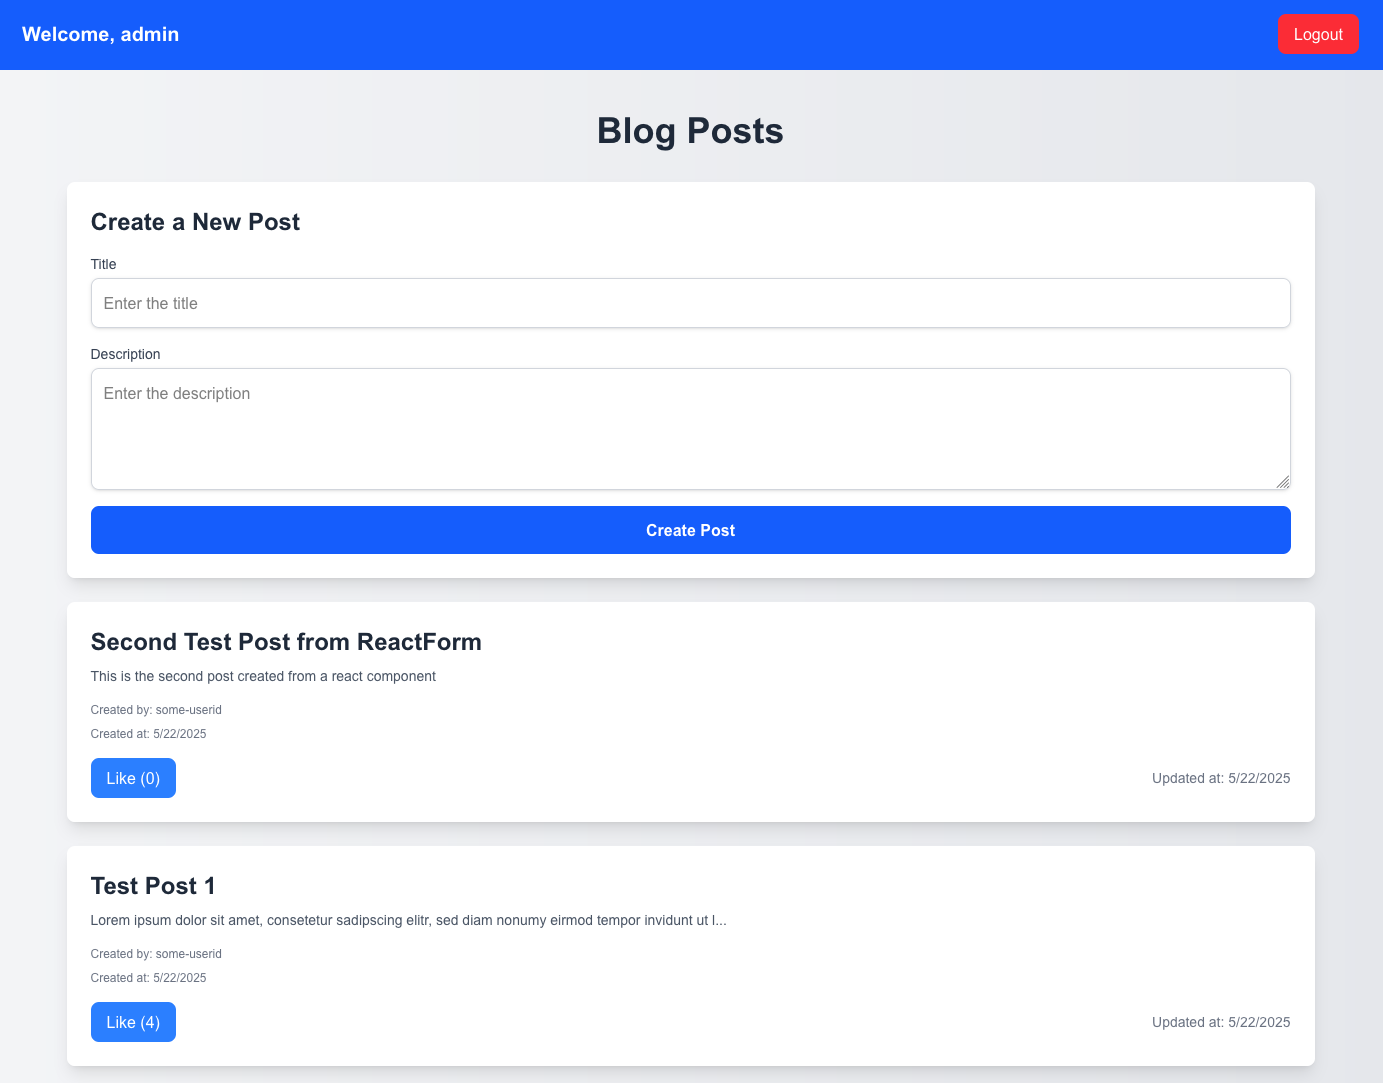 Welcome, admin
Logout
Blog Posts
Create a New Post
Title
Enter the title
Description
Enter the description
Create Post
Second Test Post from ReactForm
This is the second post created from a react component
Created by: some-userid
Created at: 5/22/2025
Like (0)
Updated at: 5/22/2025
Test Post 1
Lorem ipsum dolor sit amet, consetetur sadipscing elitr, sed diam nonumy eirmod tempor invidunt ut l...
Created by: some-userid
Created at: 5/22/2025
Like (4)
Updated at: 5/22/2025